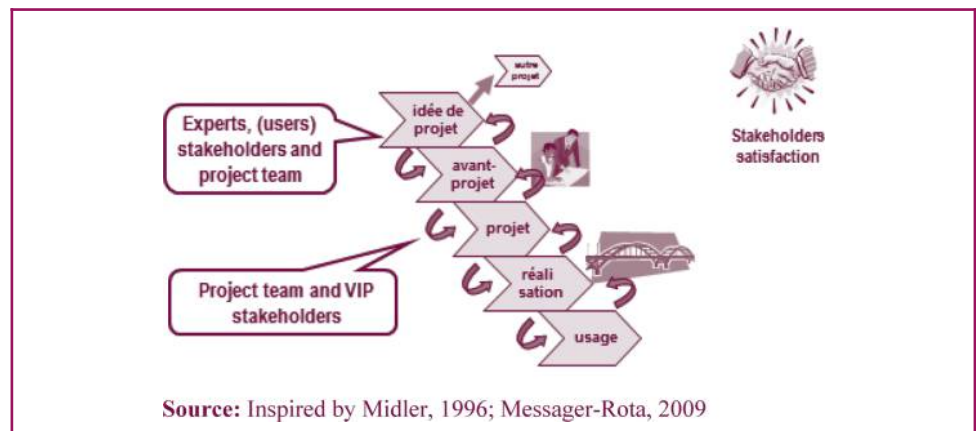 autre
projet
idée de
projet
Experts, (users)
stakeholders and
project team
Stakeholders
satisfaction
avant-
projet
projet
Project team and VIP
stakeholders
réali
sation
usage
Source: Inspired by Midler, 1996; Messager-Rota, 2009